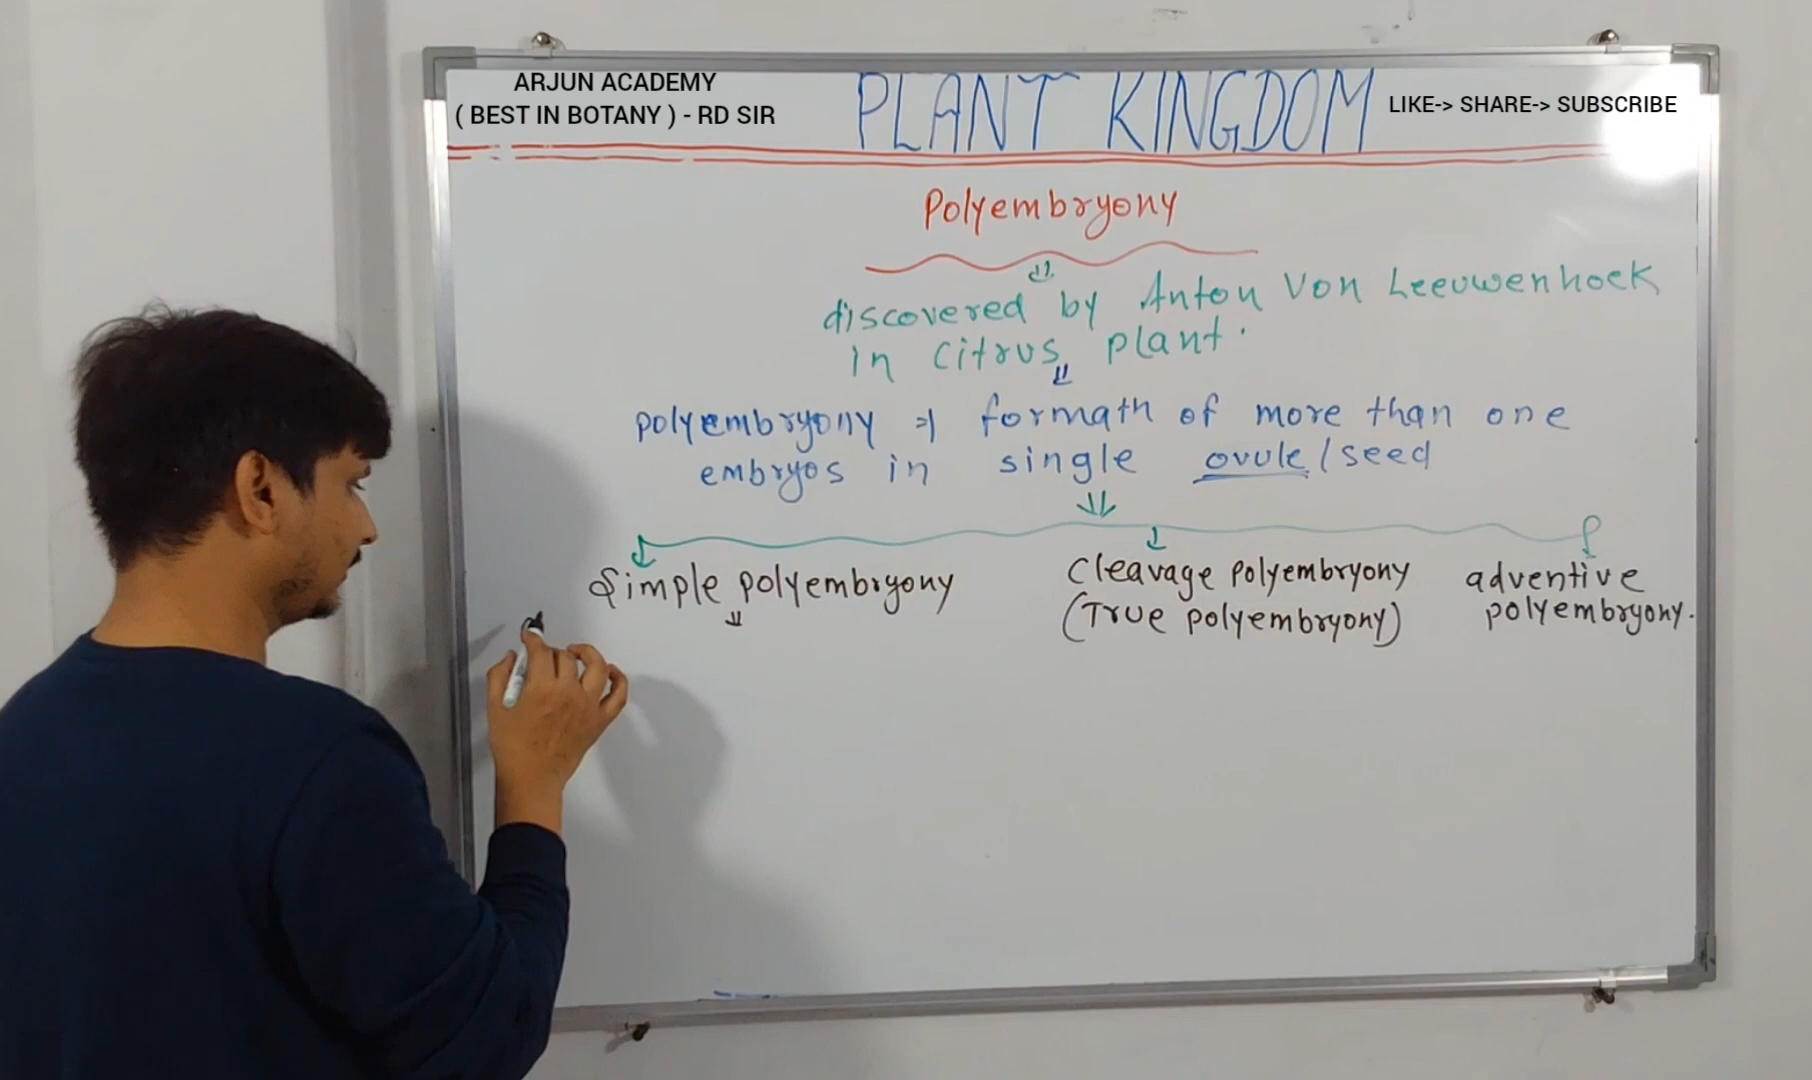 ARJUN ACADEMY
( BEST IN BOTANY ) - RD SIR
PLANT KINGDOM
LIKE-> SHARE-> SUBSCRIBE
Polyembryony
discovered by Anton Von Leeuwenhoek
in Citrus plant.
polyembryony => formath of more than one
embryos in single ovule/seed
Simple polyembryony
Cleavage polyembryony
(True polyembryony)
adventive
polyembryony.